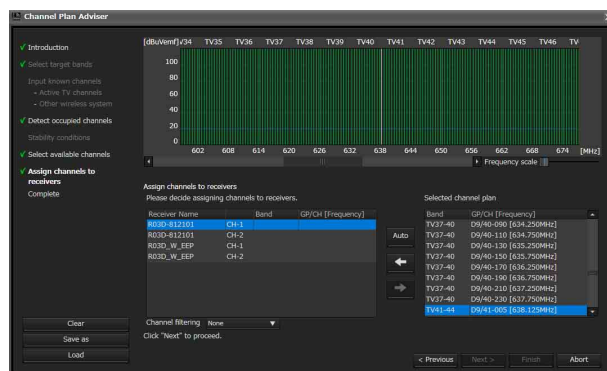 Channel Plan Adviser
✓ Introduction
✓ Select target bands
Input known channels
- Active TV channels
- Other wireless system
✓ Detect occupied channels
Stability conditions
✓ Select available channels
✓ Assign channels to
receivers
Complete
Clear
Save as
Load
[dBuVemf] V34 TV35 TV36 TV37 TV38 TV39 TV40 TV41 TV42 TV43 TV44 TV45 TV46 TV
100
80
60
40
20
0
602 608 614 620 626 632 638 644 650 656 662 668 674 [MHz]
Frequency scale
Assign channels to receivers
Please decide assigning channels to receivers.
Receiver Name Band GP/CH [Frequency]
R03D-812101 CH-1
R03D-812101 CH-2
R03D_W_EEP CH-1
R03D_W_EEP CH-2
Channel filtering None
Click "Next" to proceed.
Auto
Selected channel plan
Band GP/CH [Frequency]
TV37-40 D9/40-090 [634.250MHz]
TV37-40 D9/40-110 [634.750MHz]
TV37-40 D9/40-130 [635.250MHz]
TV37-40 D9/40-150 [635.750MHz]
TV37-40 D9/40-170 [636.250MHz]
TV37-40 D9/40-190 [636.750MHz]
TV37-40 D9/40-210 [637.250MHz]
TV37-40 D9/40-230 [637.750MHz]
TV41-44 D9/41-005 [638.125MHz]
< Previous Next > Finish Abort